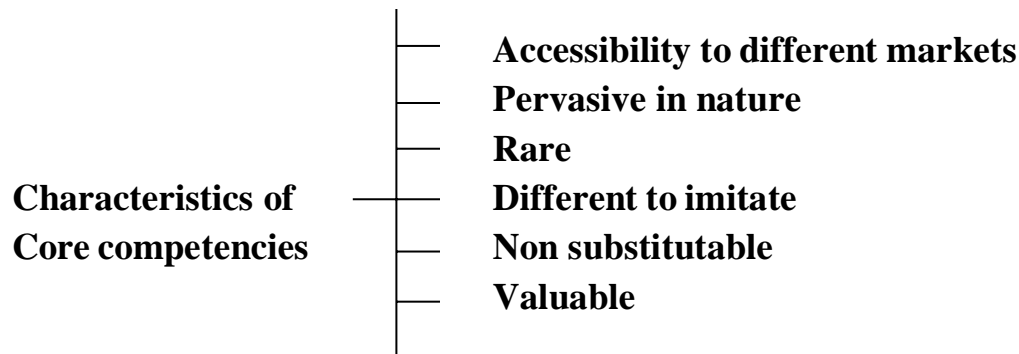 Accessibility to different markets
Pervasive in nature
Rare
Characteristics of
Different to imitate
Core competencies
Non substitutable
Valuable